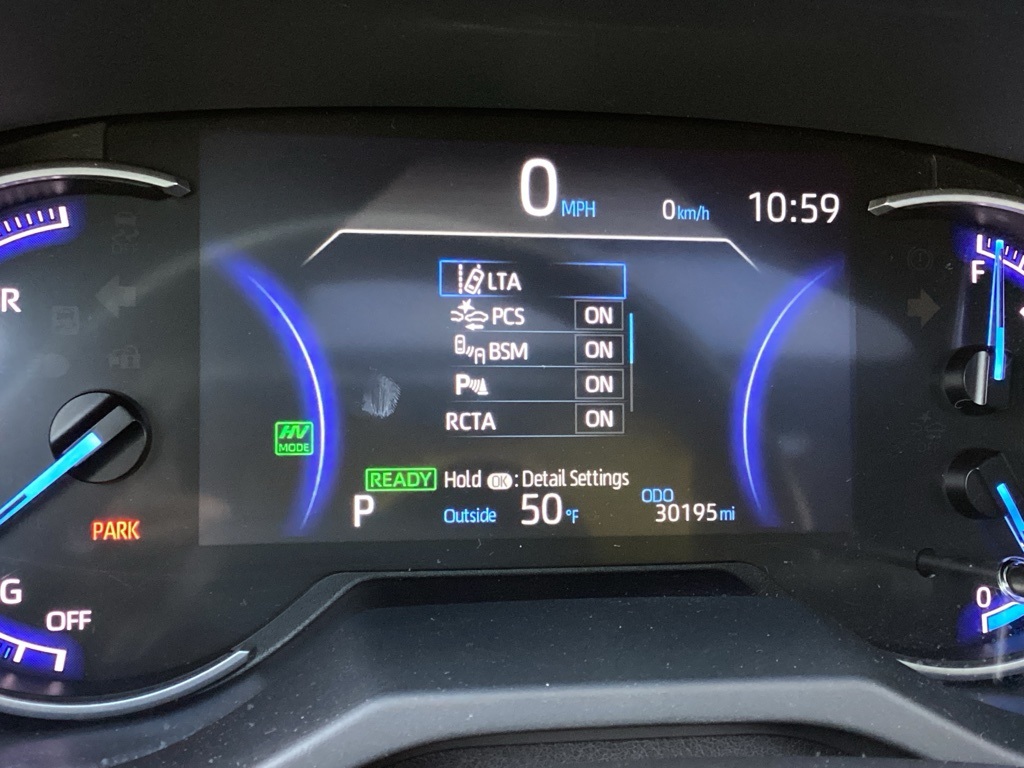 0 MPH 0 km/h 10:59
LTA
PCS ON
BSM ON
P ON
RCTA ON
HV
MODE
READY Hold OK : Detail Settings
P Outside 50 °F ODO
30195 mi
R
PARK
G
OFF
F
0